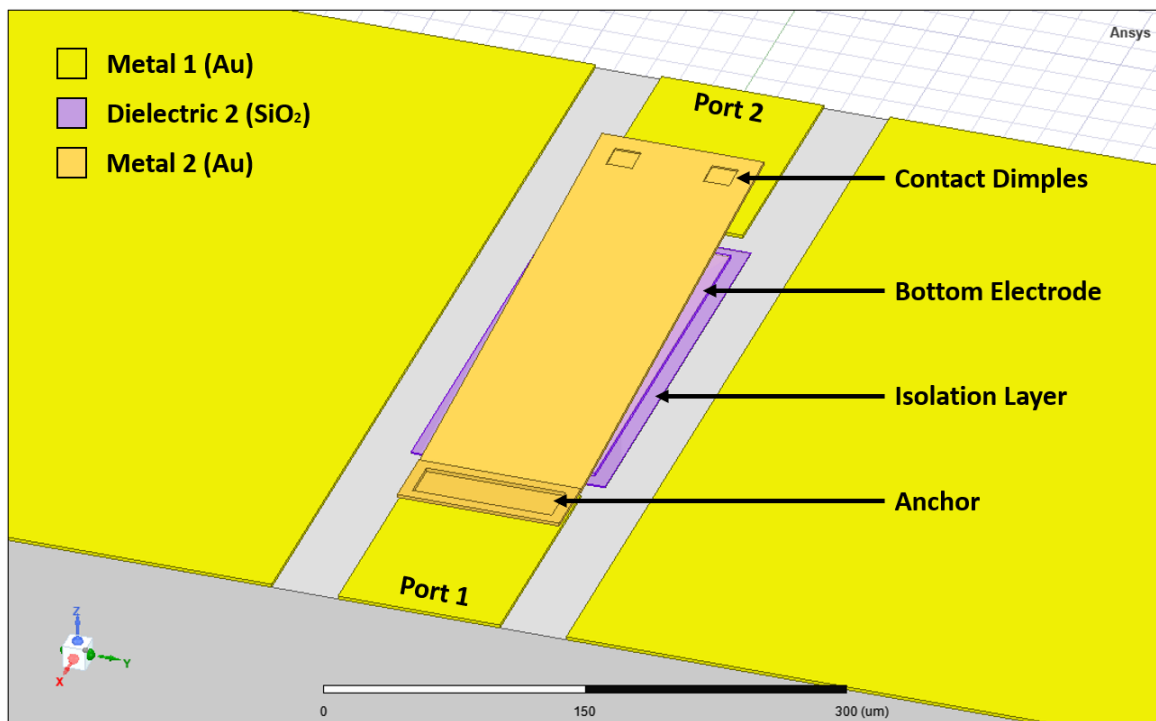 Ansys
Metal 1 (Au)
Dielectric 2 (SiO₂)
Metal 2 (Au)
Port 2
Contact Dimples
Bottom Electrode
Isolation Layer
Anchor
Port 1
Z
Y
X
0
150
300 (um)